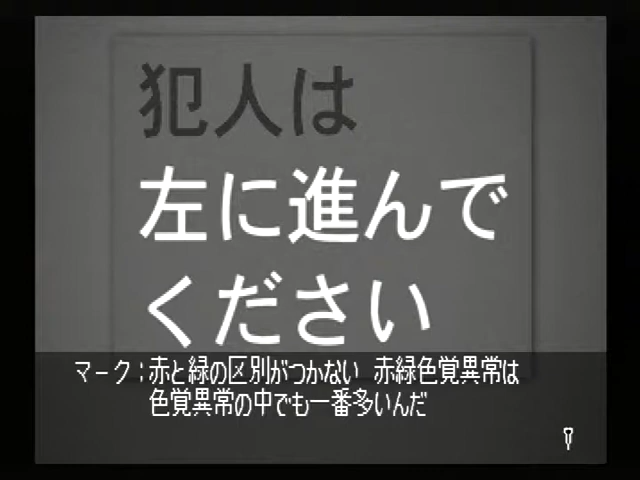 犯人は
左に進んで
ください
マーク：赤と緑の区別がつかない　赤緑色覚異常は
色覚異常の中でも一番多いんだ